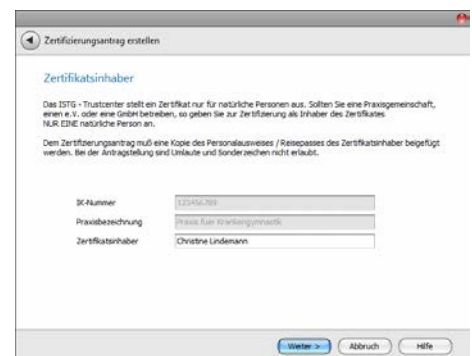 Zertifizierungsantrag erstellen
Zertifikatsinhaber
Das ISTG - Trustcenter stellt ein Zertifikat nur für natürliche Personen aus. Sollten Sie eine Praxisgemeinschaft,
einen e.V. oder eine GmbH betreiben, so geben Sie zur Zertifizierung als Inhaber des Zertifikates
NUR EINE natürliche Person an.
Dem Zertifizierungsantrag muß eine Kopie des Personalausweises / Reisepasses des Zertifikatsinhaber beigefügt
werden. Bei der Antragstellung sind Umlaute und Sonderzeichen nicht erlaubt.
IK-Nummer 123456789
Praxisbezeichnung Praxis fuer Krankengymnastik
Zertifikatsinhaber Christine Lindemann
Weiter > Abbruch Hilfe